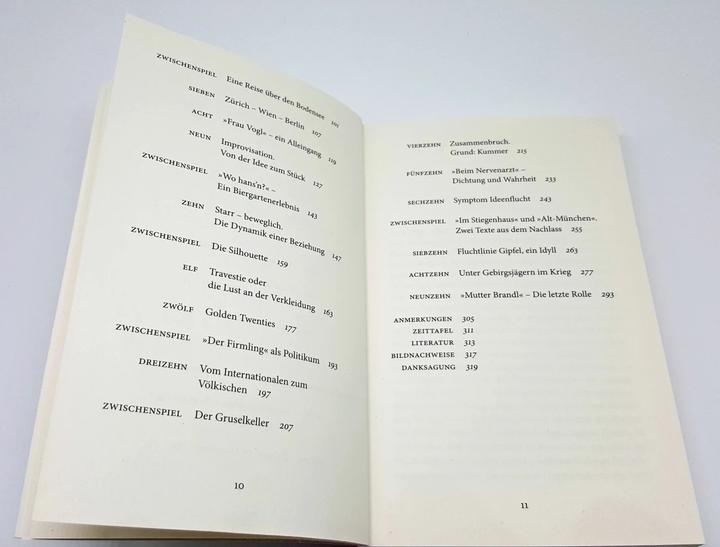 ZWISCHENSPIEL Eine Reise über den Bodensee 101
SIEBEN Zürich – Wien – Berlin 107
ACHT »Frau Vogl« – ein Alleingang 119
NEUN Improvisation.
Von der Idee zum Stück 127
ZWISCHENSPIEL »Wo hans’n?« –
Ein Biergartenerlebnis 143
ZEHN Starr – beweglich.
Die Dynamik einer Beziehung 147
ZWISCHENSPIEL Die Silhouette 159
ELF Travestie oder
die Lust an der Verkleidung 163
ZWÖLF Golden Twenties 177
ZWISCHENSPIEL »Der Firmling« als Politikum 193
DREIZEHN Vom Internationalen zum
Völkischen 197
ZWISCHENSPIEL Der Gruselkeller 207
10
VIERZEHN Zusammenbruch.
Grund: Kummer 215
FÜNFZEHN »Beim Nervenarzt« –
Dichtung und Wahrheit 233
SECHZEHN Symptom Ideenflucht 243
ZWISCHENSPIEL »Im Stiegenhaus« und »Alt-München«.
Zwei Texte aus dem Nachlass 255
SIEBZEHN Fluchtlinie Gipfel, ein Idyll 263
ACHTZEHN Unter Gebirgsjägern im Krieg 277
NEUNZEHN »Mutter Brandl« – Die letzte Rolle 293
ANMERKUNGEN 305
ZEITTAFEL 311
LITERATUR 313
BILDNACHWEISE 317
DANKSAGUNG 319
11